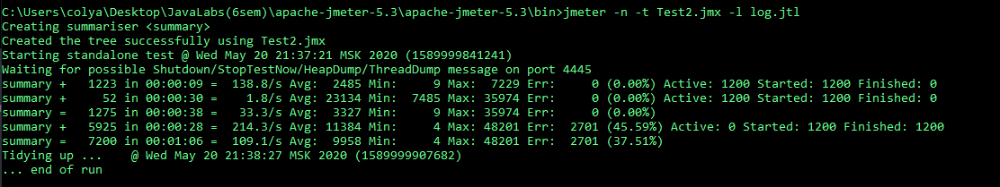 C:\Users\colya\Desktop\JavaLabs(6sem)\apache-jmeter-5.3\apache-jmeter-5.3\bin>jmeter -n -t Test2.jmx -l log.jtl
Creating summariser <summary>
Created the tree successfully using Test2.jmx
Starting standalone test @ Wed May 20 21:37:21 MSK 2020 (1589999841241)
Waiting for possible Shutdown/StopTestNow/HeapDump/ThreadDump message on port 4445
summary +   1223 in 00:00:09 =  138.8/s Avg:  2485 Min:     9 Max:  7229 Err:     0 (0.00%) Active: 1200 Started: 1200 Finished: 0
summary +     52 in 00:00:30 =    1.8/s Avg: 23134 Min:  7485 Max: 35974 Err:     0 (0.00%) Active: 1200 Started: 1200 Finished: 0
summary =   1275 in 00:00:38 =   33.3/s Avg:  3327 Min:     9 Max: 35974 Err:     0 (0.00%)
summary +   5925 in 00:00:28 =  214.3/s Avg: 11384 Min:     4 Max: 48201 Err:  2701 (45.59%) Active: 0 Started: 1200 Finished: 1200
summary =   7200 in 00:01:06 =  109.1/s Avg:  9958 Min:     4 Max: 48201 Err:  2701 (37.51%)
Tidying up ...    @ Wed May 20 21:38:27 MSK 2020 (1589999907682)
... end of run